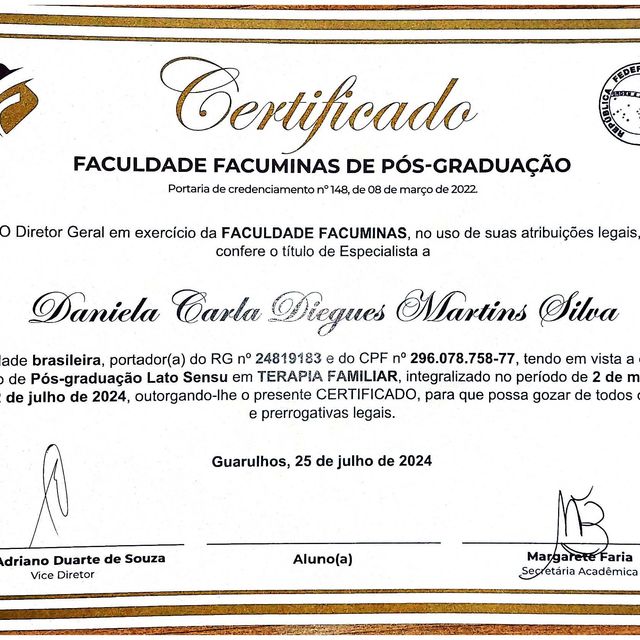 Certificado
REPÚBLICA FEDER
FACULDADE FACUMINAS DE PÓS-GRADUAÇÃO
Portaria de credenciamento nº 148, de 08 de março de 2022.
O Diretor Geral em exercício da FACULDADE FACUMINAS, no uso de suas atribuições legais,
confere o título de Especialista a
Daniela Carla Diegues Martins Silva
dade brasileira, portador(a) do RG nº 24819183 e do CPF nº 296.078.758-77, tendo em vista a
o de Pós-graduação Lato Sensu em TERAPIA FAMILIAR, integralizado no período de 2 de m
2 de julho de 2024, outorgando-lhe o presente CERTIFICADO, para que possa gozar de todos
e prerrogativas legais.
Guarulhos, 25 de julho de 2024
Adriano Duarte de Souza
Vice Diretor
Aluno(a)
Margarete Faria
Secretária Acadêmica